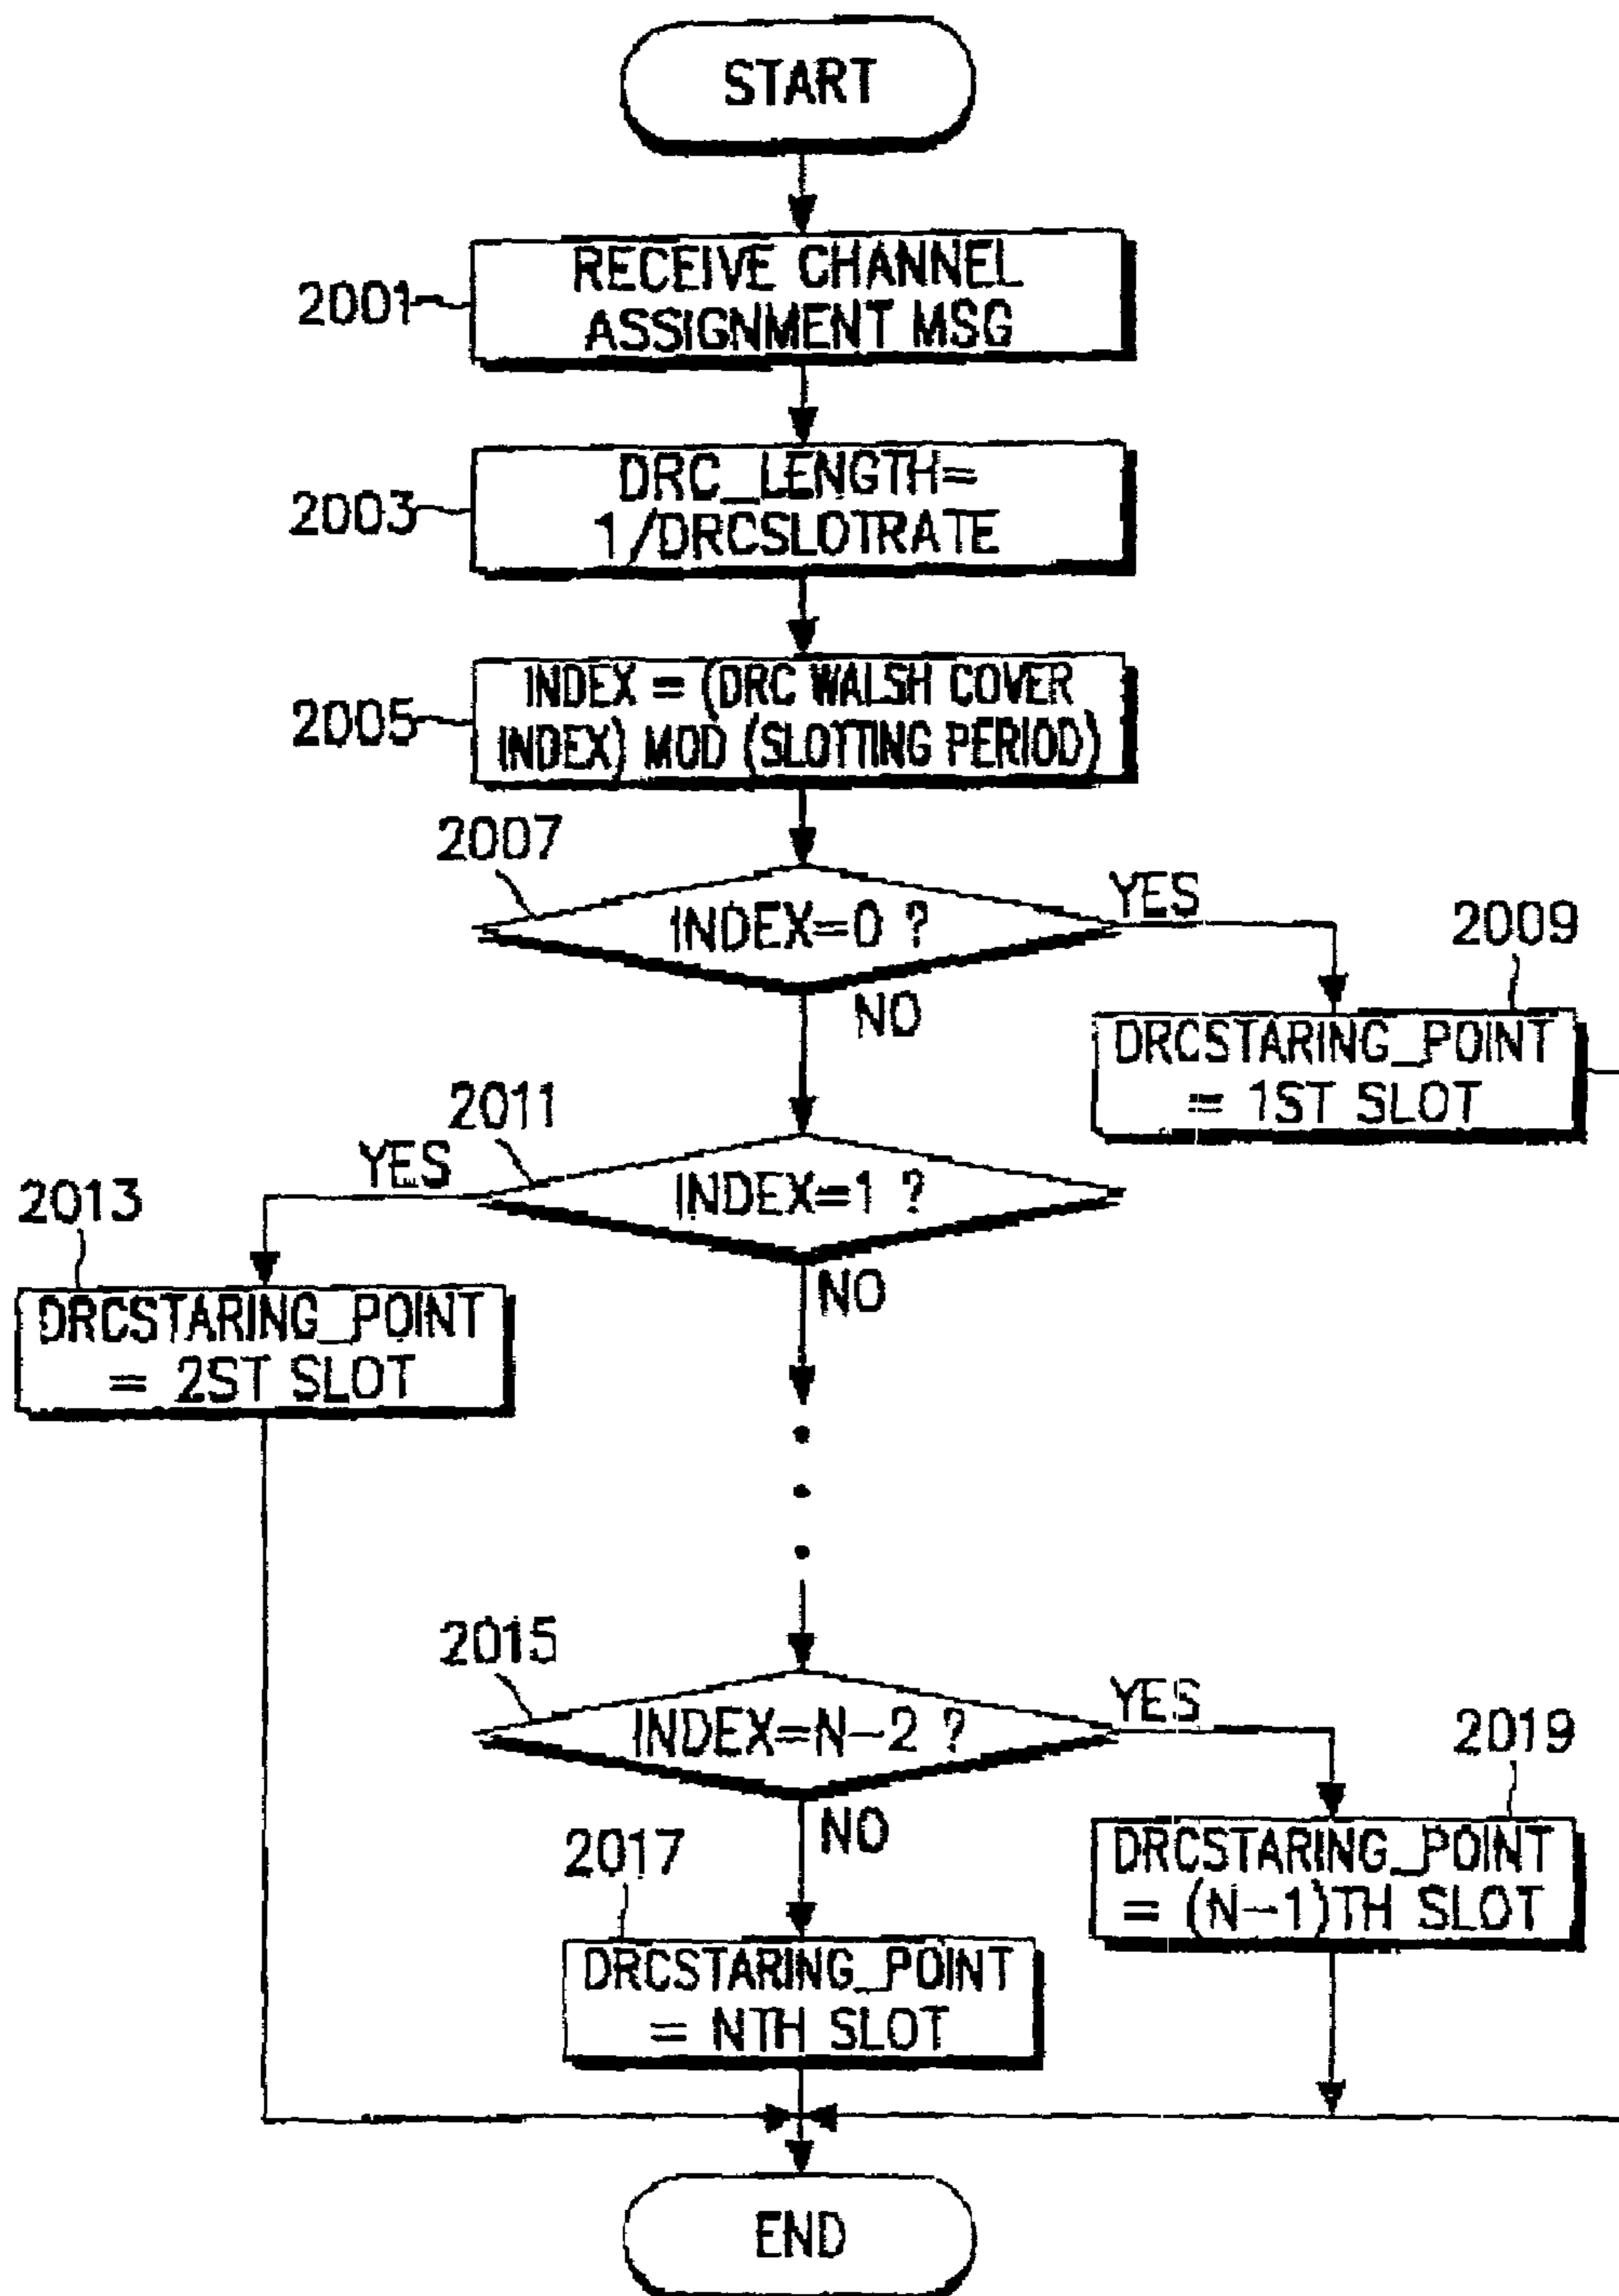 START
2001
RECEIVE CHANNEL
ASSIGNMENT MSG
2003
DRC_LENGTH=
1/DRCSLOTRATE
2005
INDEX = (DRC WALSH COVER
INDEX) MOD (SLOTTING PERIOD)
2007
INDEX=0 ?
YES
NO
2009
DRCSTARING_POINT
= 1ST SLOT
2011
INDEX=1 ?
YES
NO
2013
DRCSTARING_POINT
= 2ST SLOT
2015
INDEX=N-2 ?
YES
NO
2019
DRCSTARING_POINT
= (N-1)TH SLOT
2017
DRCSTARING_POINT
= NTH SLOT
END